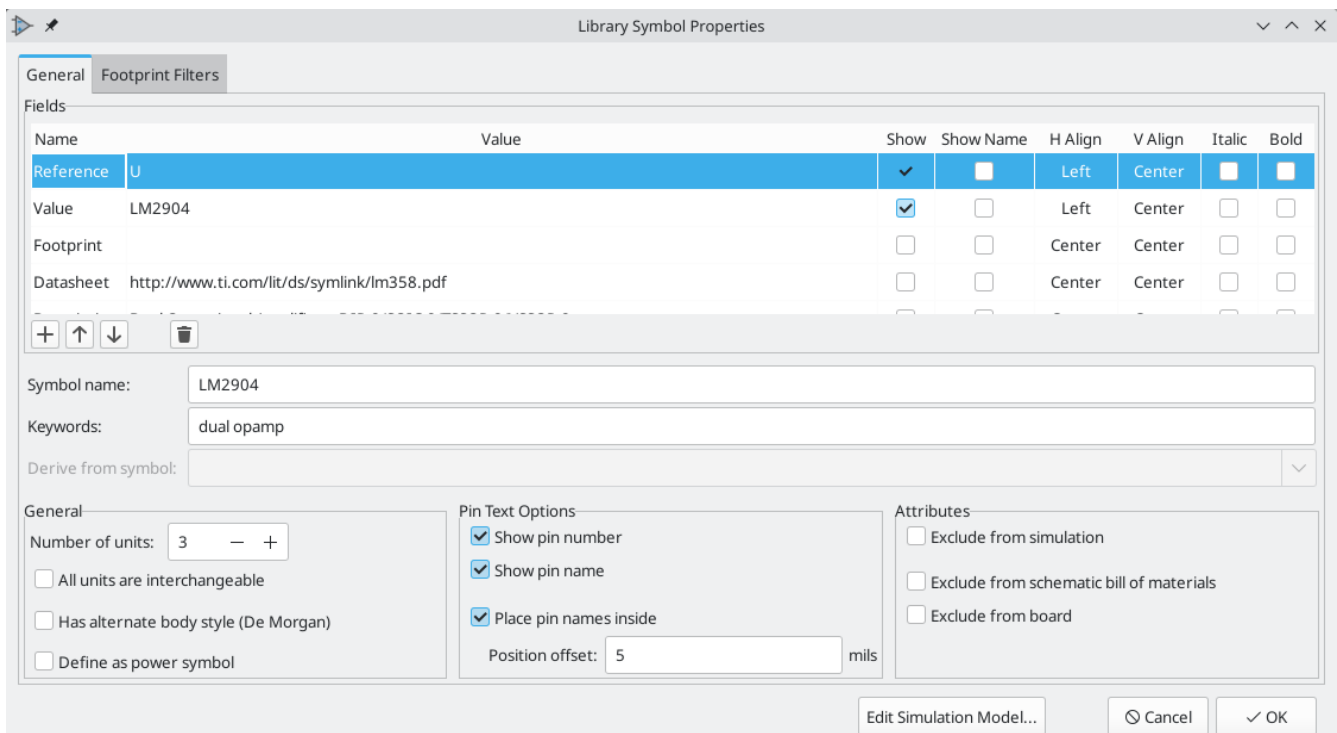 Library Symbol Properties
General Footprint Filters
Fields
Name Value Show Show Name H Align V Align Italic Bold
Reference U Left Center
Value LM2904 Left Center
Footprint Center Center
Datasheet http://www.ti.com/lit/ds/symlink/lm358.pdf Center Center
Symbol name: LM2904
Keywords: dual opamp
Derive from symbol:
General Pin Text Options Attributes
Number of units: 3 − + Show pin number Exclude from simulation
All units are interchangeable Show pin name Exclude from schematic bill of materials
Has alternate body style (De Morgan) Place pin names inside Exclude from board
Define as power symbol Position offset: 5 mils
Edit Simulation Model... Cancel OK